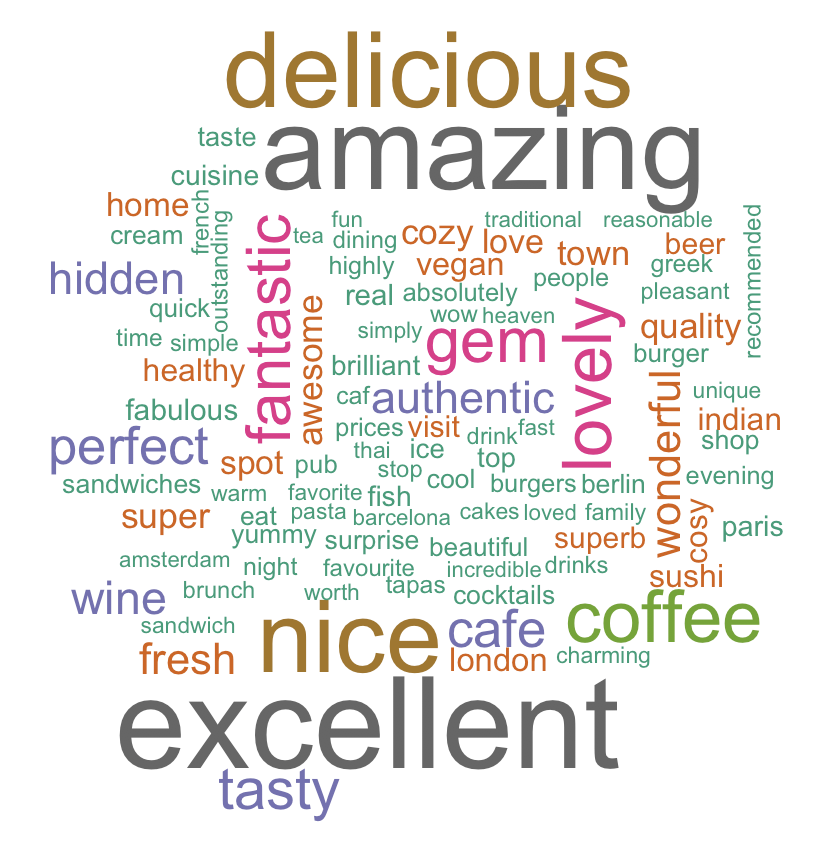 delicious
amazing
taste
cuisine
home
french
cream
outstanding
hidden
fantastic
tea
fun
dining
highly
cozy
love
traditional
reasonable
town
beer
recommended
vegan
people
greek
pleasant
quick
real
absolutely
time
simple
awesome
simply
wow
heaven
gem
lovely
quality
burger
healthy
brilliant
fabulous
caf
authentic
wonderful
unique
indian
perfect
prices
visit
drink
fast
shop
spot
pub
thai
ice
top
stop
cool
burgers
berlin
evening
sandwiches
warm
favorite
fish
super
eat
pasta
barcelona
cakes
loved
family
cosy
paris
yummy
surprise
beautiful
superb
amsterdam
night
favourite
incredible
drinks
sushi
wine
brunch
worth
tapas
cocktails
sandwich
nice
cafe
coffee
fresh
london
charming
excellent
tasty